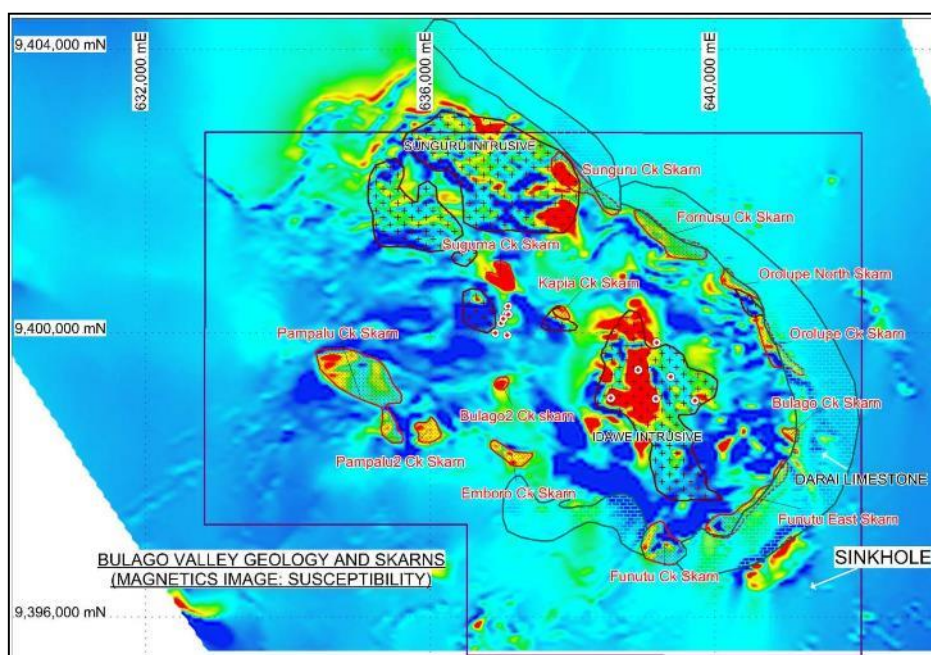 9,404,000 mN
632,000 mE
636,000 mE
640,000 mE
SUNGURU INTRUSIVE
Sunguru Ck Skarn
Fornusu Ck Skarn
Suguma Ck Skarn
Kapia Ck Skarn
Orolupe North Skarn
9,400,000 mN
Pampalu Ck Skarn
Orolupe Ck Skarn
Bulago Ck Skarn
Bulago2 Ck skarn
IDAWE INTRUSIVE
Pampalu2 Ck Skarn
DARAI LIMESTONE
Emboro Ck Skarn
Funutu East Skarn
BULAGO VALLEY GEOLOGY AND SKARNS
(MAGNETICS IMAGE: SUSCEPTIBILITY)
SINKHOLE
Funutu Ck Skarn
9,396,000 mN